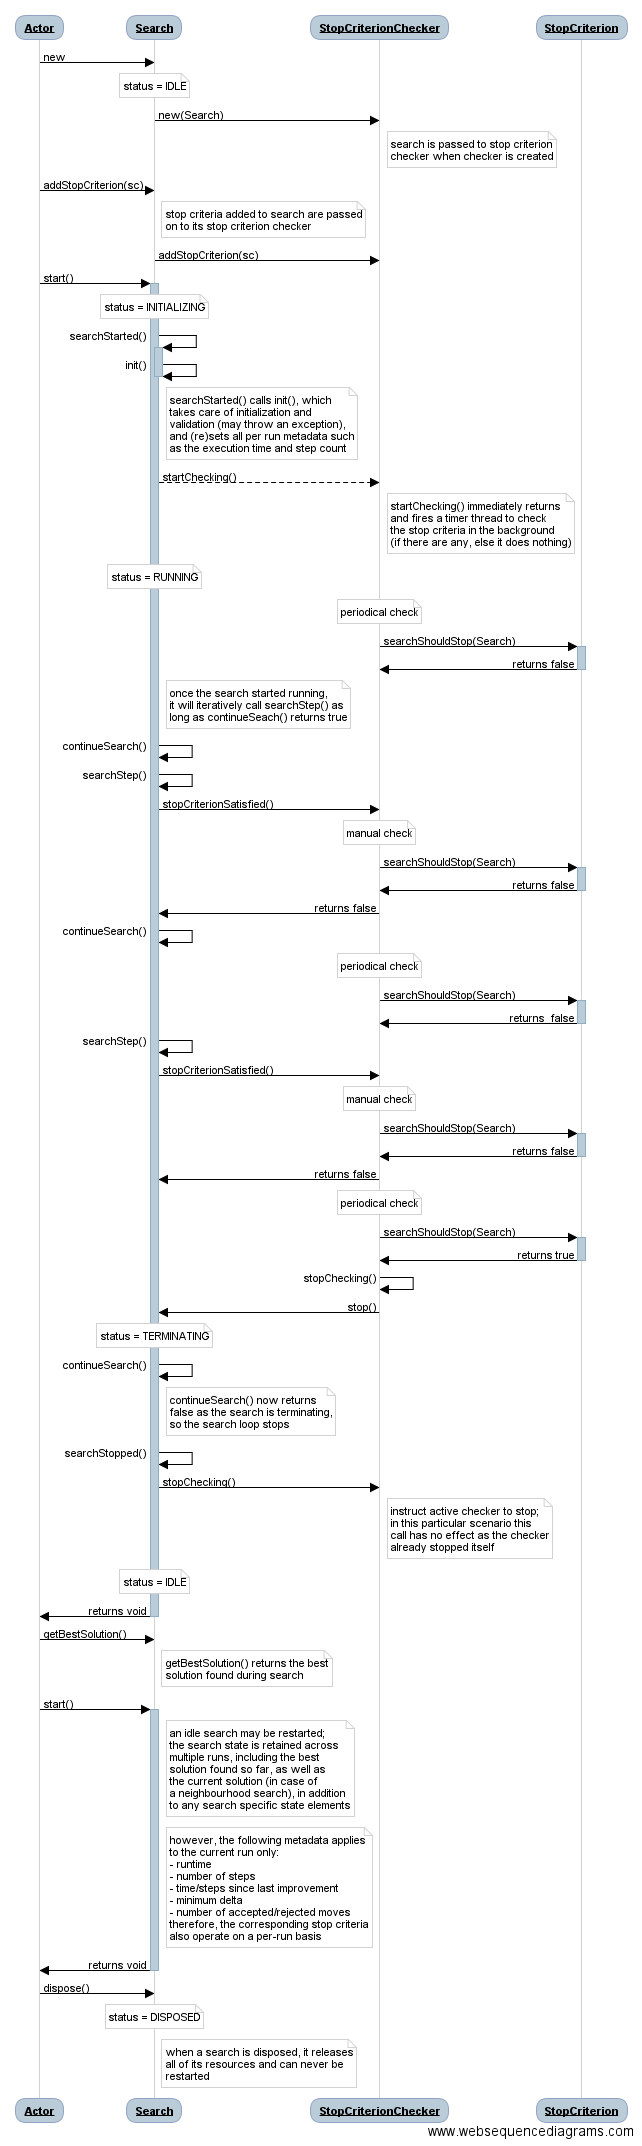 Actor Search StopCriterionChecker StopCriterion
new
status = IDLE
new(Search)
search is passed to stop criterion
checker when checker is created
addStopCriterion(sc)
stop criteria added to search are passed
on to its stop criterion checker
addStopCriterion(sc)
start()
status = INITIALIZING
searchStarted()
init()
searchStarted() calls init(), which
takes care of initialization and
validation (may throw an exception),
and (re)sets all per run metadata such
as the execution time and step count
startChecking()
startChecking() immediately returns
and fires a timer thread to check
the stop criteria in the background
(if there are any, else it does nothing)
status = RUNNING
periodical check
searchShouldStop(Search)
returns false
once the search started running,
it will iteratively call searchStep() as
long as continueSeach() returns true
continueSearch()
searchStep()
stopCriterionSatisfied()
manual check
searchShouldStop(Search)
returns false
returns false
continueSearch()
periodical check
searchShouldStop(Search)
returns  false
searchStep()
stopCriterionSatisfied()
manual check
searchShouldStop(Search)
returns false
returns false
periodical check
searchShouldStop(Search)
returns true
stopChecking()
stop()
status = TERMINATING
continueSearch()
continueSearch() now returns
false as the search is terminating,
so the search loop stops
searchStopped()
stopChecking()
instruct active checker to stop;
in this particular scenario this
call has no effect as the checker
already stopped itself
status = IDLE
returns void
getBestSolution()
getBestSolution() returns the best
solution found during search
start()
an idle search may be restarted;
the search state is retained across
multiple runs, including the best
solution found so far, as well as
the current solution (in case of
a neighbourhood search), in addition
to any search specific state elements
however, the following metadata applies
to the current run only:
- runtime
- number of steps
- time/steps since last improvement
- minimum delta
- number of accepted/rejected moves
therefore, the corresponding stop criteria
also operate on a per-run basis
returns void
dispose()
status = DISPOSED
when a search is disposed, it releases
all of its resources and can never be
restarted
Actor Search StopCriterionChecker StopCriterion
www.websequencediagrams.com